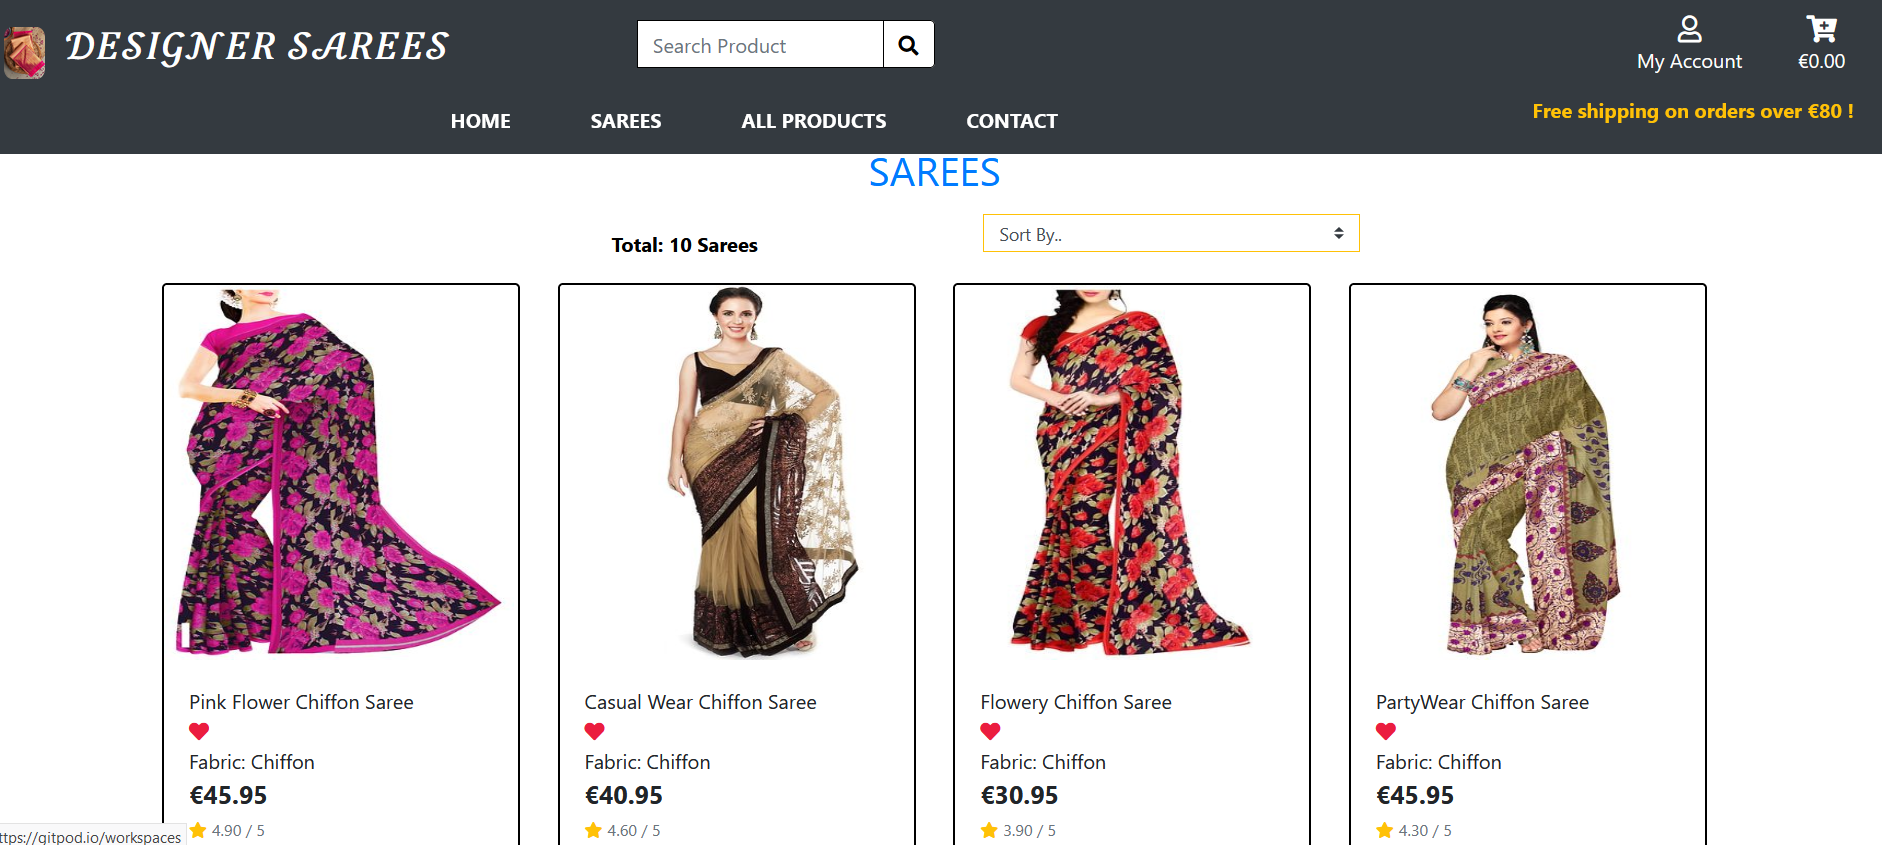 DESIGNER SAREES
Search Product
My Account
€0.00
HOME SAREES ALL PRODUCTS CONTACT
Free shipping on orders over €80 !
SAREES
Total: 10 Sarees
Sort By..
Pink Flower Chiffon Saree
Fabric: Chiffon
€45.95
4.90 / 5
Casual Wear Chiffon Saree
Fabric: Chiffon
€40.95
4.60 / 5
Flowery Chiffon Saree
Fabric: Chiffon
€30.95
3.90 / 5
PartyWear Chiffon Saree
Fabric: Chiffon
€45.95
4.30 / 5
ttps://gitpod.io/workspaces